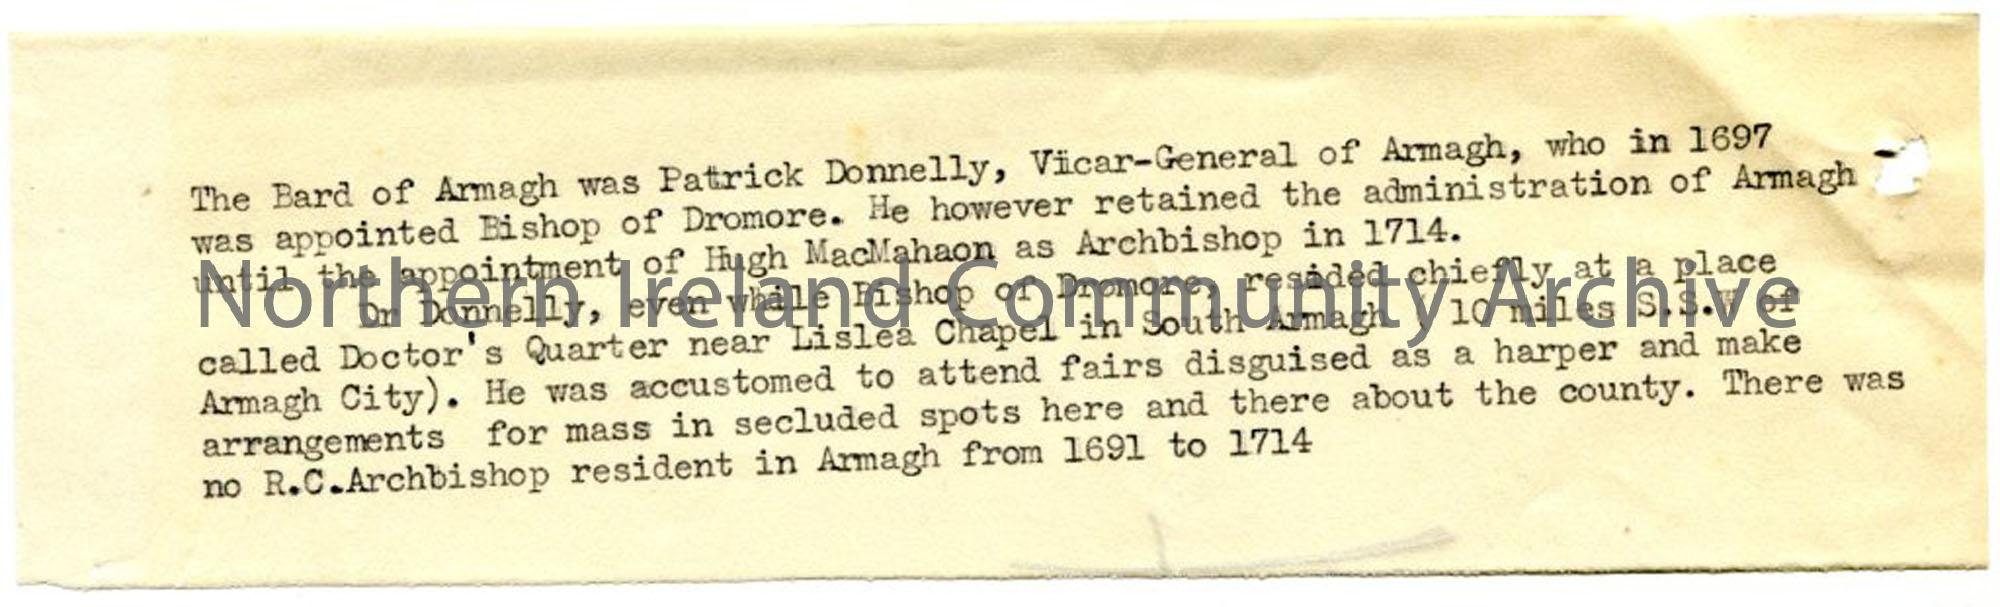 The Bard of Armagh was Patrick Donnelly, Vicar-General of Armagh, who in 1697
was appointed Bishop of Dromore. He however retained the administration of Armagh
until the appointment of Hugh MacMahaon as Archbishop in 1714.
Dr Donnelly, even while Bishop of Dromore, resided chiefly at a place
called Doctor's Quarter near Lislea Chapel in South Armagh ( 10 miles S.S.W of
Armagh City). He was accustomed to attend fairs disguised as a harper and make
arrangements for mass in secluded spots here and there about the county. There was
no R.C.Archbishop resident in Armagh from 1691 to 1714
Northern Ireland Community Archive